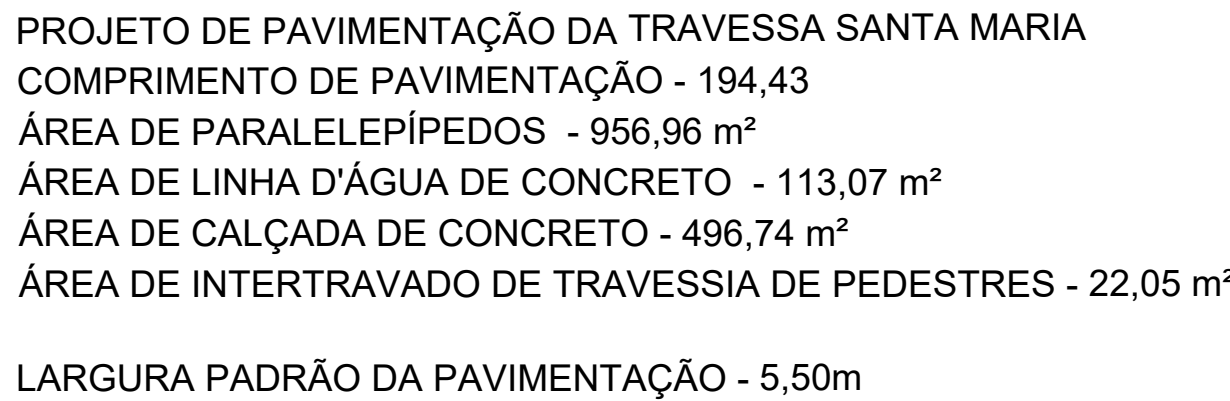 PROJETO DE PAVIMENTAÇÃO DA TRAVESSA SANTA MARIA
COMPRIMENTO DE PAVIMENTAÇÃO - 194,43
ÁREA DE PARALELEPÍPEDOS - 956,96 m²
ÁREA DE LINHA D'ÁGUA DE CONCRETO - 113,07 m²
ÁREA DE CALÇADA DE CONCRETO - 496,74 m²
ÁREA DE INTERTRAVADO DE TRAVESSIA DE PEDESTRES - 22,05 m²
LARGURA PADRÃO DA PAVIMENTAÇÃO - 5,50m